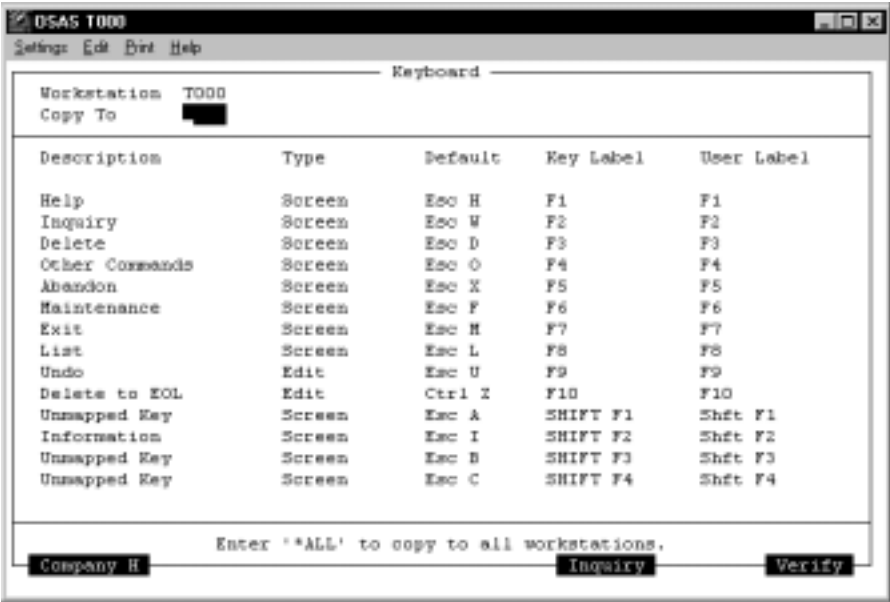 OSAS T000
Settings Edit Print Help
Keyboard
Workstation T000
Copy To
Description Type Default Key Label User Label
Help Screen Esc H F1 F1
Inquiry Screen Esc W F2 F2
Delete Screen Esc D F3 F3
Other Commands Screen Esc O F4 F4
Abandon Screen Esc X F5 F5
Maintenance Screen Esc F F6 F6
Exit Screen Esc M F7 F7
List Screen Esc L F8 F8
Undo Edit Esc U F9 F9
Delete to EOL Edit Ctrl Z F10 F10
Unmapped Key Screen Esc A SHIFT F1 Shft F1
Information Screen Esc I SHIFT F2 Shft F2
Unmapped Key Screen Esc B SHIFT F3 Shft F3
Unmapped Key Screen Esc C SHIFT F4 Shft F4
Enter '*ALL' to copy to all workstations.
Company H Inquiry Verify